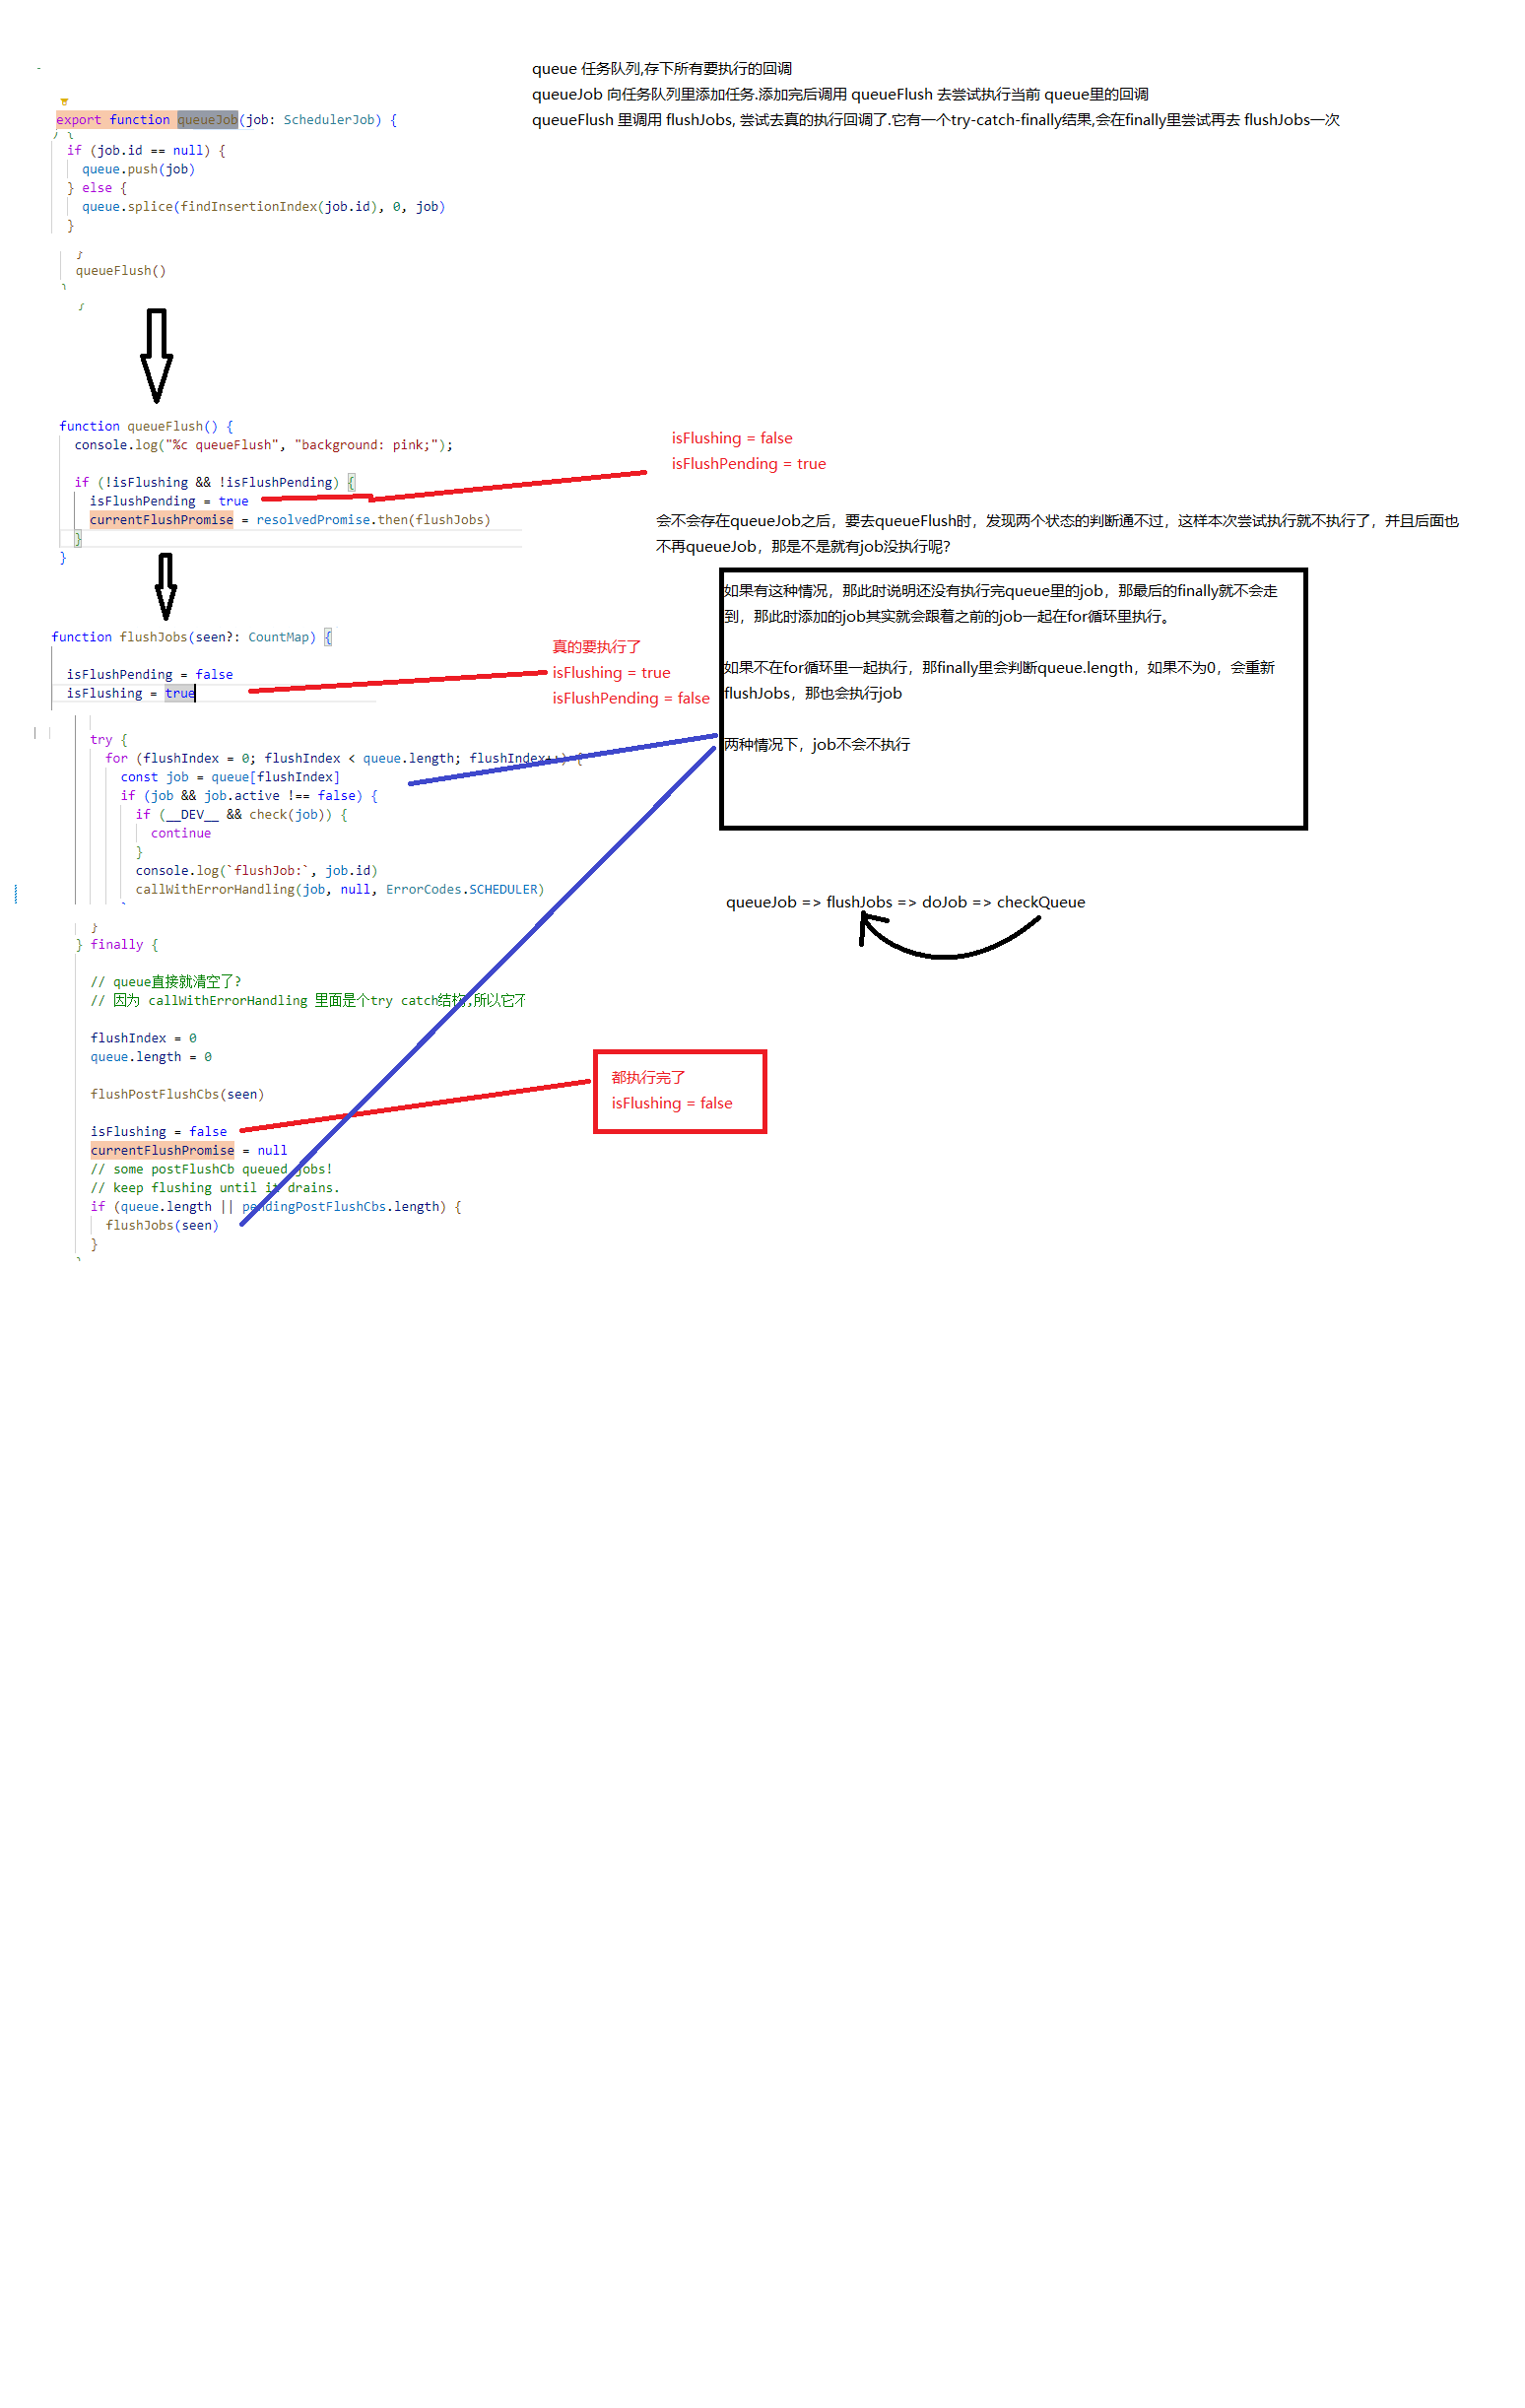 queue 任务队列,存下所有要执行的回调
queueJob 向任务队列里添加任务.添加完后调用 queueFlush 去尝试执行当前 queue里的回调
queueFlush 里调用 flushJobs, 尝试去真的执行回调了.它有一个try-catch-finally结果,会在finally里尝试再去 flushJobs一次
export function queueJob(job: SchedulerJob) {
if (job.id == null) {
queue.push(job)
} else {
queue.splice(findInsertionIndex(job.id), 0, job)
}
}
queueFlush()
}
function queueFlush() {
console.log("%c queueFlush", "background: pink;");
if (!isFlushing && !isFlushPending) {
isFlushPending = true
currentFlushPromise = resolvedPromise.then(flushJobs)
}
}
isFlushing = false
isFlushPending = true
会不会存在queueJob之后，要去queueFlush时，发现两个状态的判断通不过，这样本次尝试执行就不执行了，并且后面也
不再queueJob，那是不是就有job没执行呢?
如果有这种情况，那此时说明还没有执行完queue里的job，那最后的finally就不会走
到，那此时添加的job其实就会跟着之前的job一起在for循环里执行。
如果不在for循环里一起执行，那finally里会判断queue.length，如果不为0，会重新
flushJobs，那也会执行job
两种情况下，job不会不执行
function flushJobs(seen?: CountMap) {
isFlushPending = false
isFlushing = true
真的要执行了
isFlushing = true
isFlushPending = false
try {
for (flushIndex = 0; flushIndex < queue.length; flushIndex++) {
const job = queue[flushIndex]
if (job && job.active !== false) {
if (__DEV__ && check(job)) {
continue
}
console.log(`flushJob:`, job.id)
callWithErrorHandling(job, null, ErrorCodes.SCHEDULER)
queueJob => flushJobs => doJob => checkQueue
}
} finally {
// queue直接就清空了?
// 因为 callWithErrorHandling 里面是个try catch结构,所以它不
flushIndex = 0
queue.length = 0
flushPostFlushCbs(seen)
isFlushing = false
currentFlushPromise = null
// some postFlushCb queued jobs!
// keep flushing until it drains.
if (queue.length || pendingPostFlushCbs.length) {
flushJobs(seen)
}
都执行完了
isFlushing = false